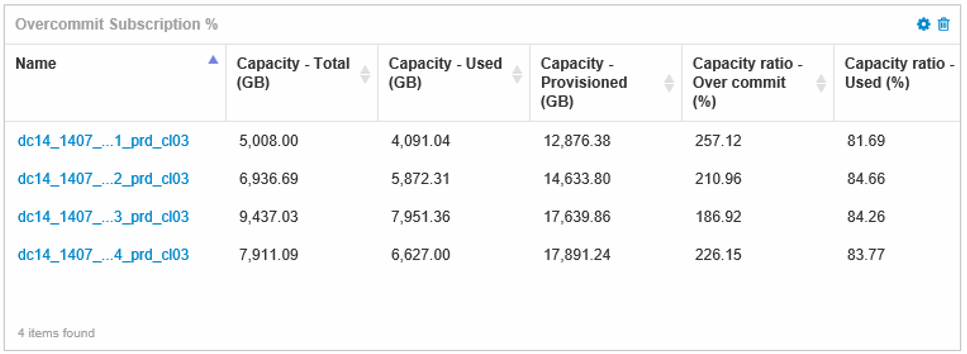 Overcommit Subscription %
Name Capacity - Total (GB) Capacity - Used (GB) Capacity - Provisioned (GB) Capacity ratio - Over commit (%) Capacity ratio - Used (%)
dc14_1407_...1_prd_cl03 5,008.00 4,091.04 12,876.38 257.12 81.69
dc14_1407_...2_prd_cl03 6,936.69 5,872.31 14,633.80 210.96 84.66
dc14_1407_...3_prd_cl03 9,437.03 7,951.36 17,639.86 186.92 84.26
dc14_1407_...4_prd_cl03 7,911.09 6,627.00 17,891.24 226.15 83.77
4 items found